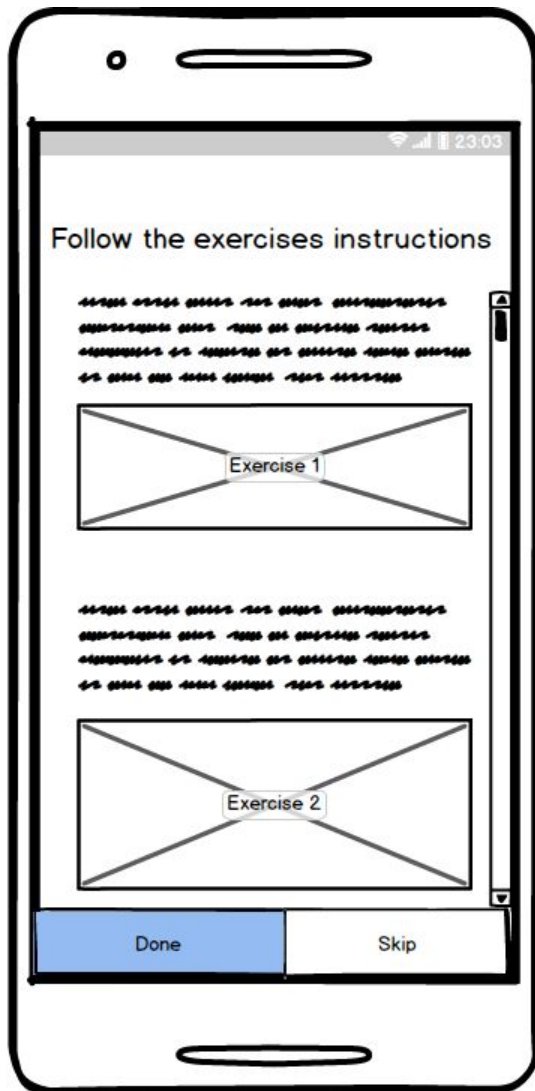 23:03
Follow the exercises instructions
Exercise 1
Exercise 2
Done
Skip